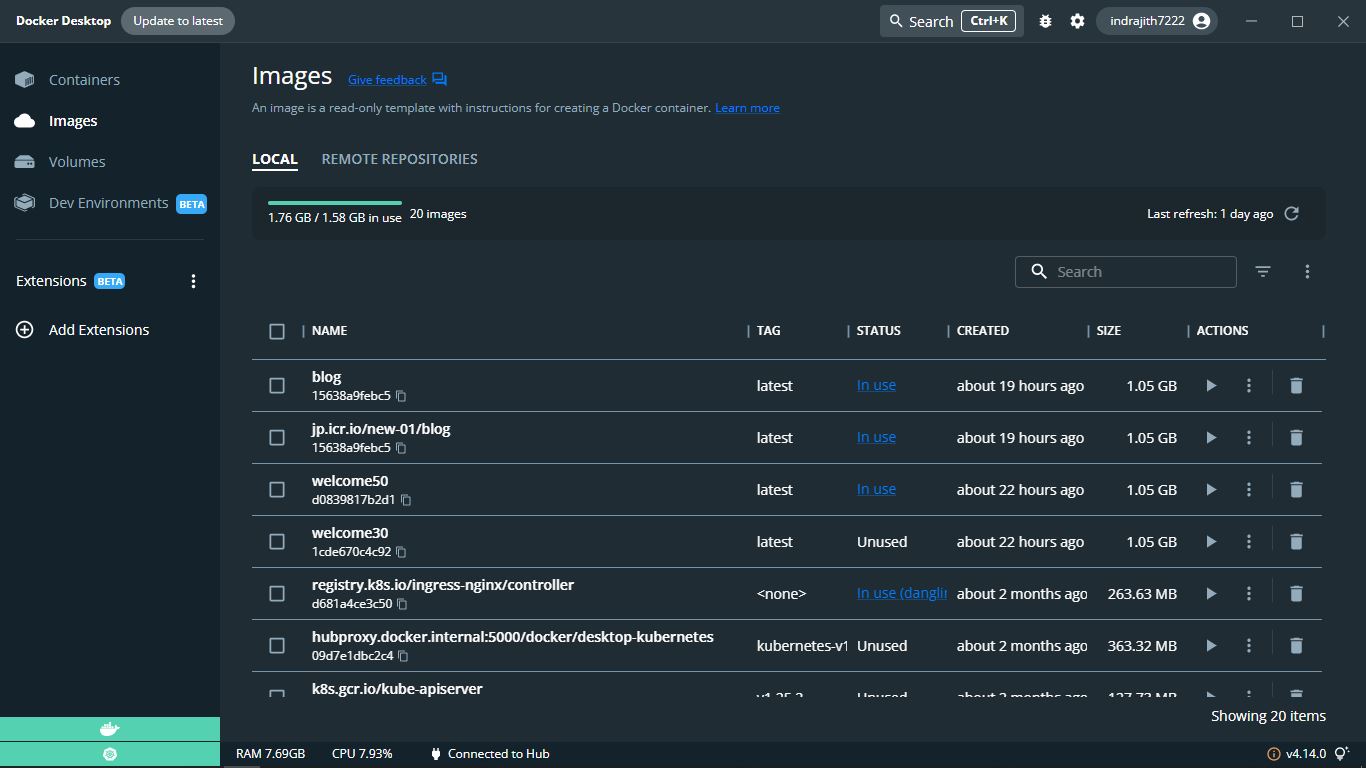 Docker Desktop Update to latest Search Ctrl+K indrajith7222
Containers
Images
Volumes
Dev Environments BETA
Extensions BETA
Add Extensions
Images Give feedback
An image is a read-only template with instructions for creating a Docker container. Learn more
LOCAL REMOTE REPOSITORIES
1.76 GB / 1.58 GB in use 20 images Last refresh: 1 day ago
Search
NAME TAG STATUS CREATED SIZE ACTIONS
blog
15638a9febc5
latest In use about 19 hours ago 1.05 GB
jp.icr.io/new-01/blog
15638a9febc5
latest In use about 19 hours ago 1.05 GB
welcome50
d0839817b2d1
latest In use about 22 hours ago 1.05 GB
welcome30
1cde670c4c92
latest Unused about 22 hours ago 1.05 GB
registry.k8s.io/ingress-nginx/controller
d681a4ce3c50
<none> In use (danglin about 2 months ago 263.63 MB
hubproxy.docker.internal:5000/docker/desktop-kubernetes
09d7e1dbc2c4
kubernetes-v1 Unused about 2 months ago 363.32 MB
k8s.gcr.io/kube-apiserver
Unused about 2 months ago
Showing 20 items
RAM 7.69GB CPU 7.93% Connected to Hub v4.14.0